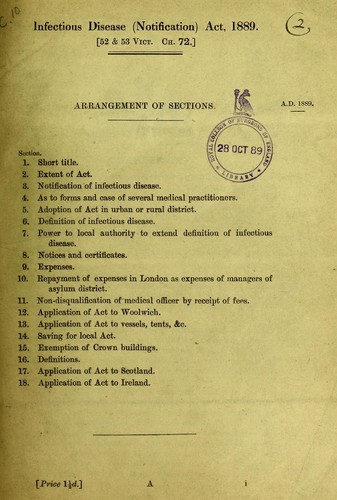 C. 10
Infectious Disease (Notification) Act, 1889.
2
[52 & 53 VICT. CH. 72.]
ARRANGEMENT OF SECTIONS.
A.D. 1889.
ROYAL COLLEGE OF SURGEONS OF ENGLAND
28 OCT 89
LIBRARY
Section.
1. Short title.
2. Extent of Act.
3. Notification of infectious disease.
4. As to forms and case of several medical practitioners.
5. Adoption of Act in urban or rural district.
6. Definition of infectious disease.
7. Power to local authority to extend definition of infectious
disease.
8. Notices and certificates.
9. Expenses.
10. Repayment of expenses in London as expenses of managers of
asylum district.
11. Non-disqualification of medical officer by receipt of fees.
12. Application of Act to Woolwich.
13. Application of Act to vessels, tents, &c.
14. Saving for local Act.
15. Exemption of Crown buildings.
16. Definitions.
17. Application of Act to Scotland.
18. Application of Act to Ireland.
[Price 1½d.]
A
i